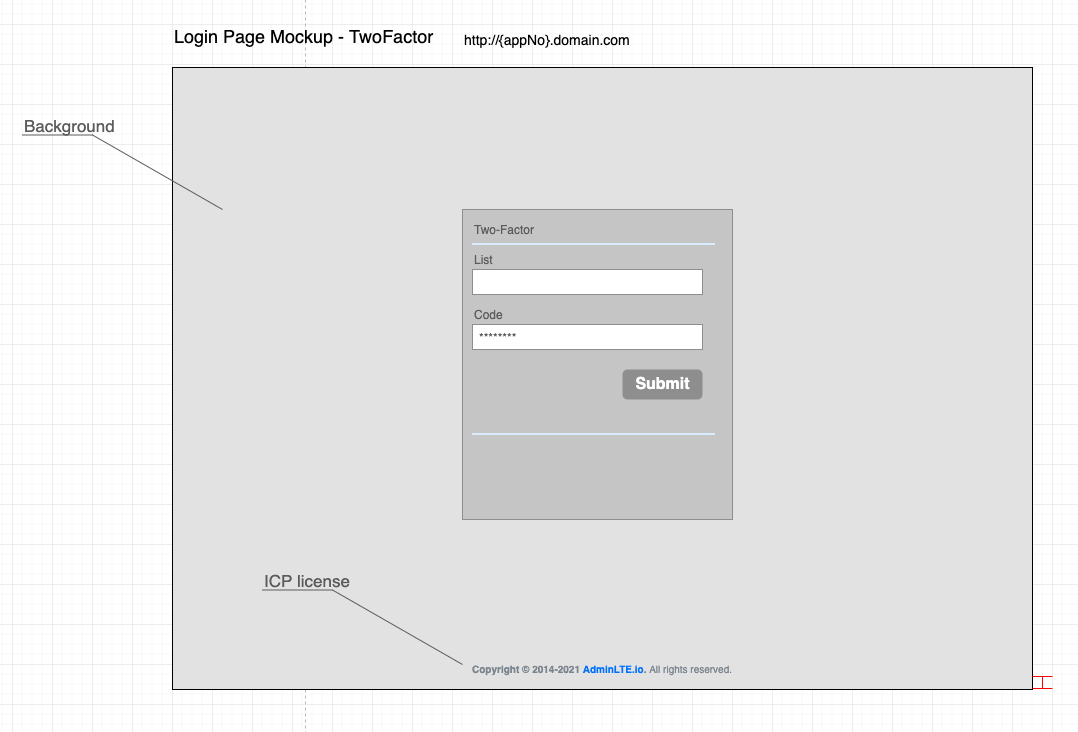 Login Page Mockup - TwoFactor
http://{appNo}.domain.com
Background
Two-Factor
List
Code
********
Submit
ICP license
Copyright © 2014-2021 AdminLTE.io. All rights reserved.